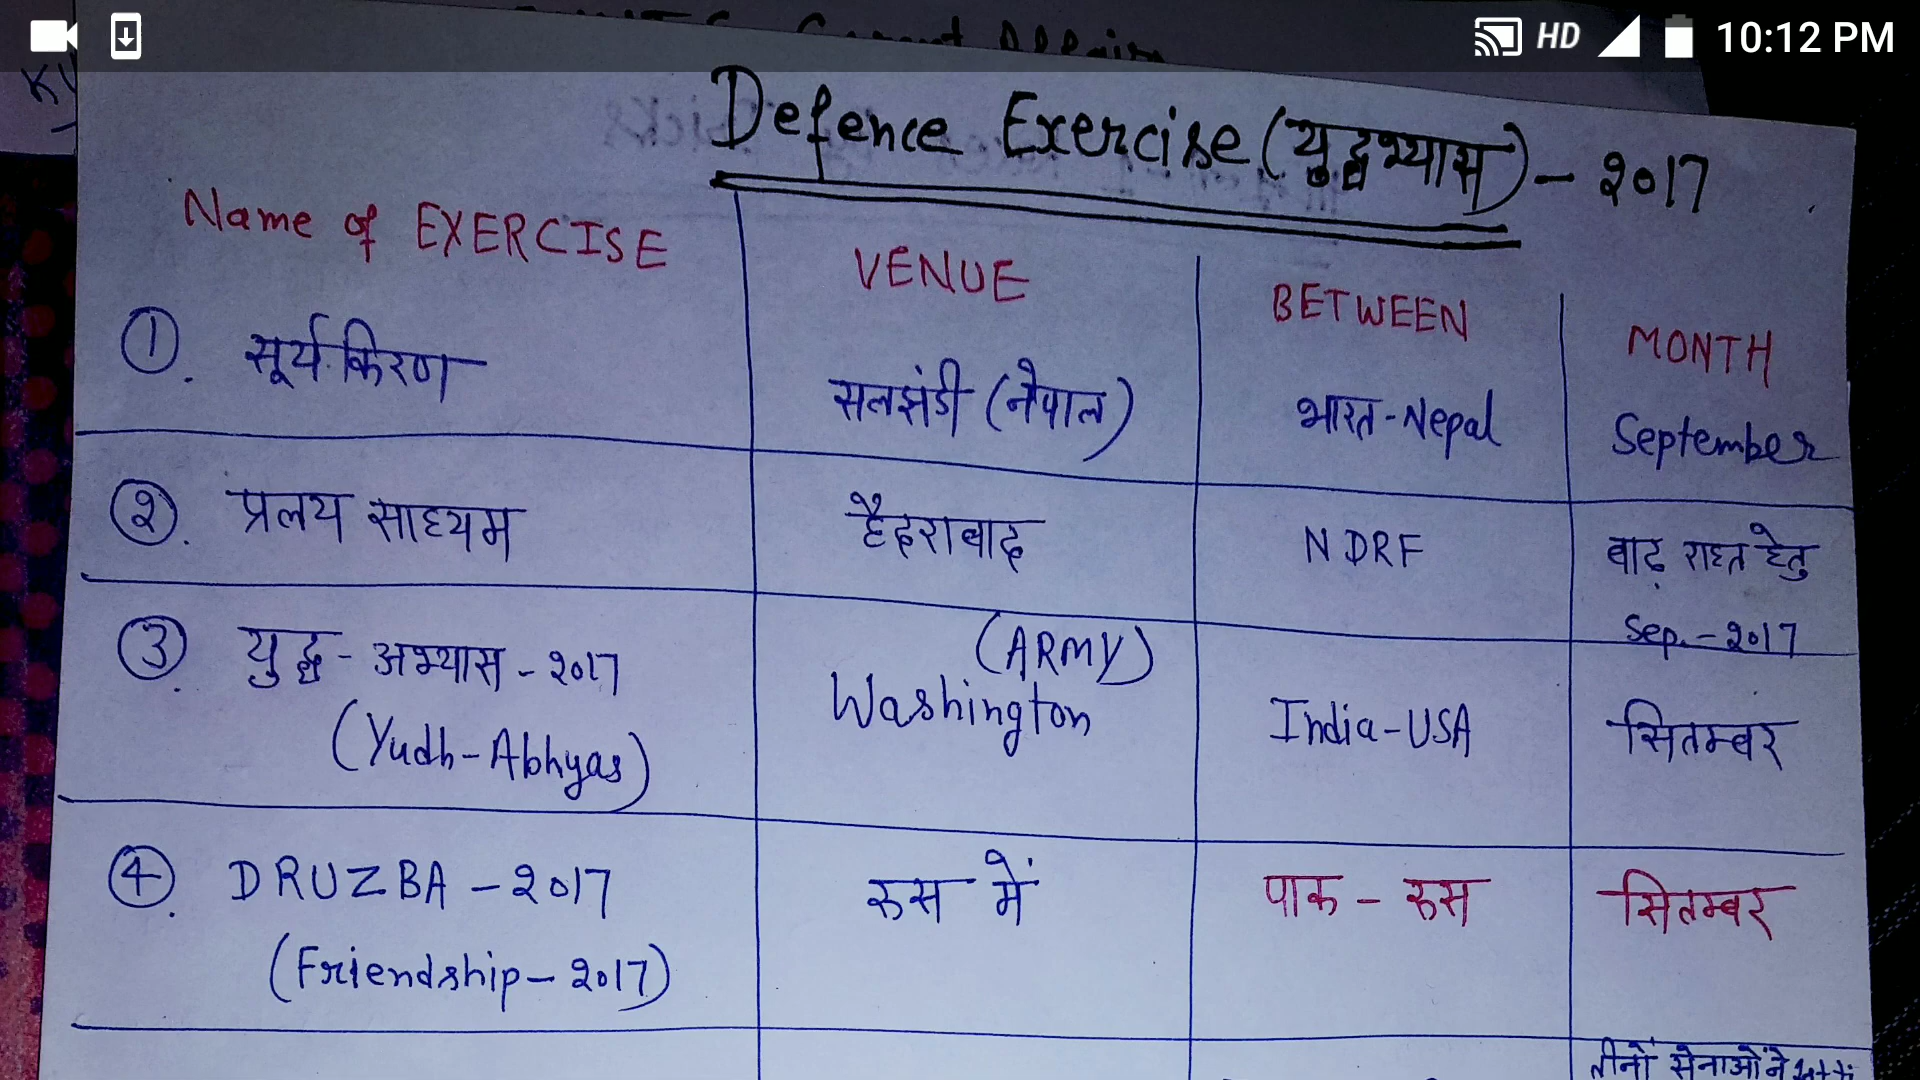 10:12 PM
HD
Current Affairs
Defence Exercise (युद्धभ्यास) – 2017
Name of EXERCISE VENUE BETWEEN MONTH
1. सूर्य किरण सलझंडी (नेपाल) भारत-Nepal September
2. प्रलय साध्यम हैदराबाद NDRF बाढ़ राहत हेतु
Sep.-2017
3. युद्ध - अभ्यास - 2017 (ARMY)
(Yudh-Abhyas) Washington India-USA सितम्बर
4. DRUZBA – 2017 रुस में पाक – रुस सितम्बर
(Friendship – 2017)
तीनों सेनाओं ने